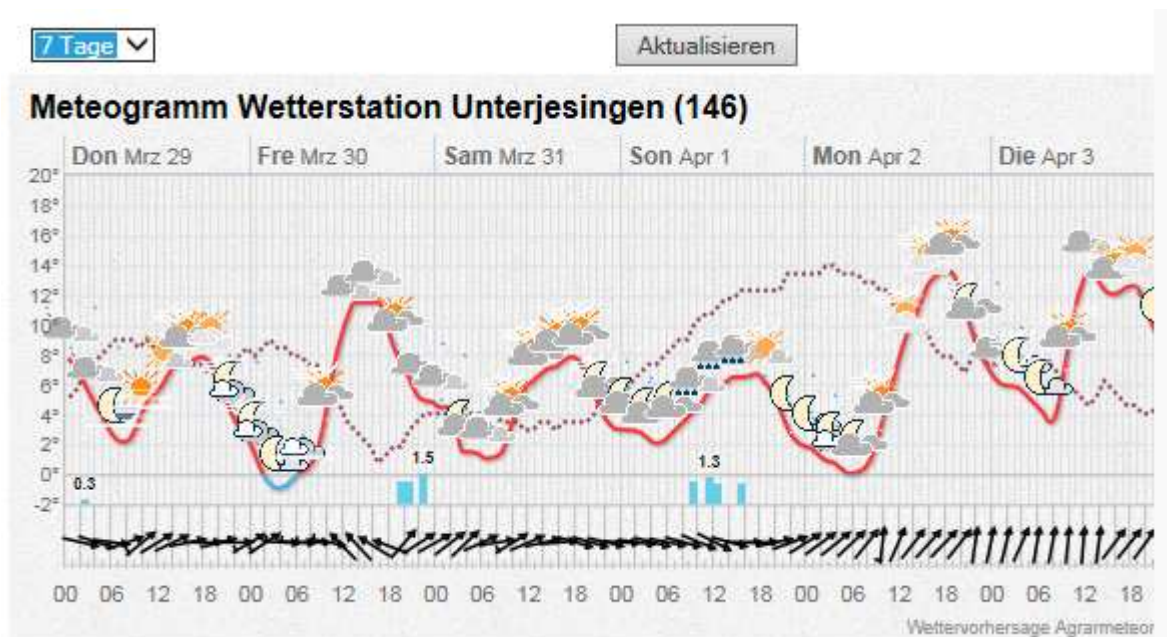 7 Tage
Aktualisieren
Meteogramm Wetterstation Unterjesingen (146)
Don Mrz 29 Fre Mrz 30 Sam Mrz 31 Son Apr 1 Mon Apr 2 Die Apr 3
20°
18°
16°
14°
12°
10°
8°
6°
4°
2°
0°
-2°
0.3
1.5
1.3
00 06 12 18 00 06 12 18 00 06 12 18 00 06 12 18 00 06 12 18 00 06 12 18
Wettervorhersage Agrarmeteor